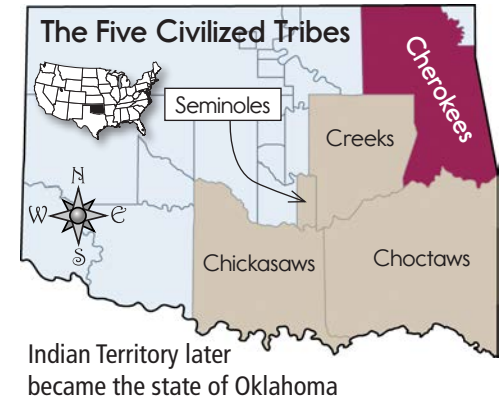 The Five Civilized Tribes
Cherokees
Seminoles
Creeks
N
W E
S
Chickasaws
Choctaws
Indian Territory later
became the state of Oklahoma